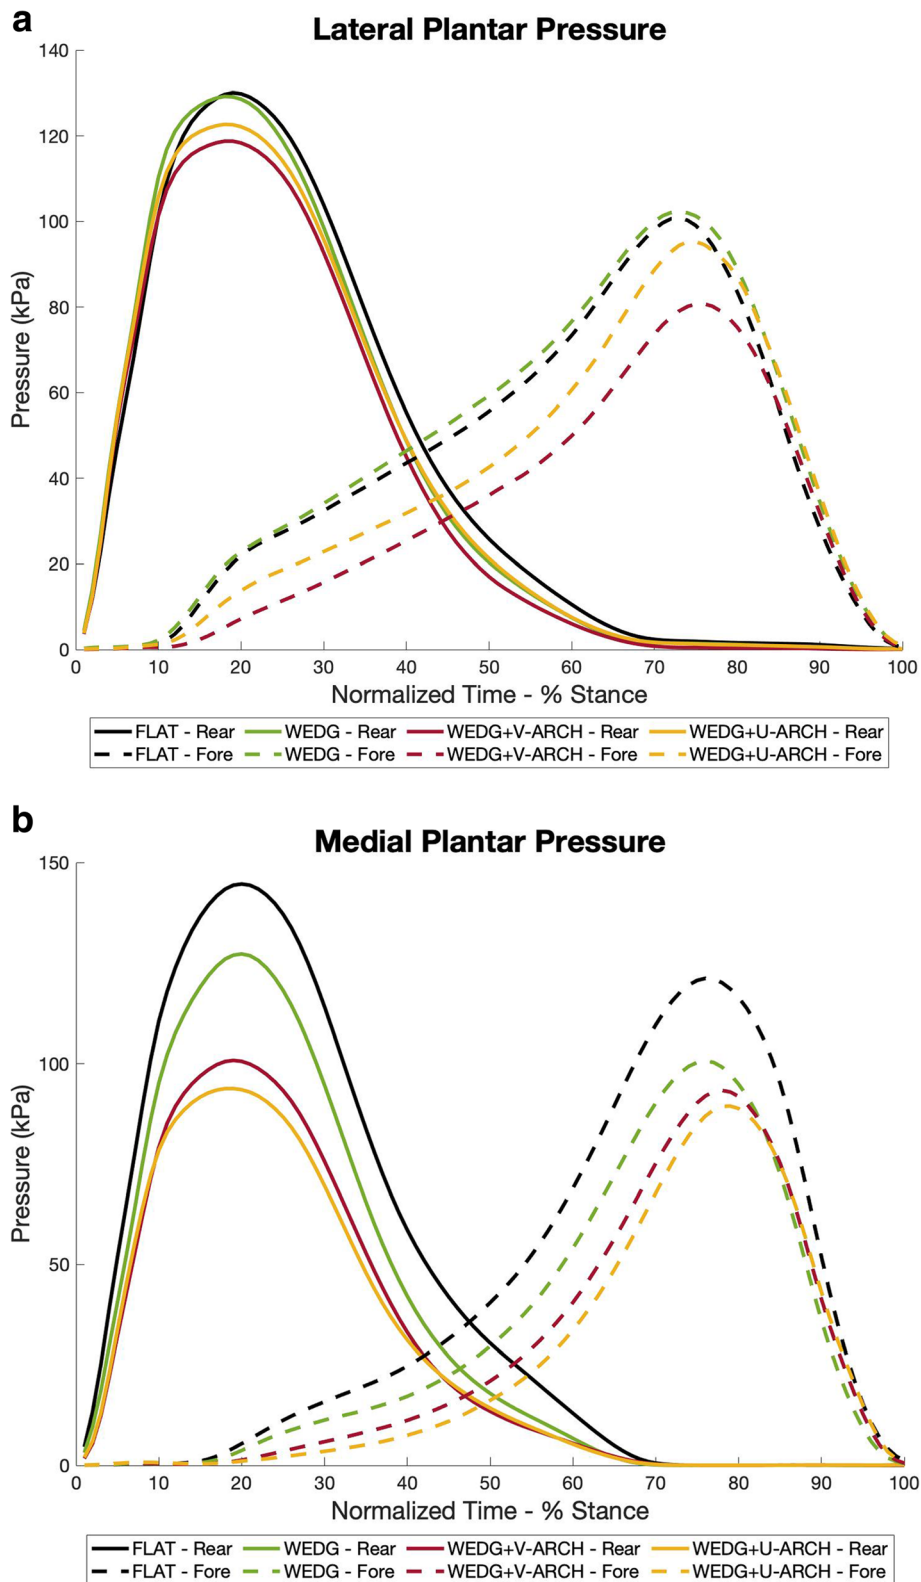 a
Lateral Plantar Pressure
140
120
100
80
60
40
20
0
Pressure (kPa)
0 10 20 30 40 50 60 70 80 90 100
Normalized Time - % Stance
FLAT - Rear WEDG - Rear WEDG+V-ARCH - Rear WEDG+U-ARCH - Rear
FLAT - Fore WEDG - Fore WEDG+V-ARCH - Fore WEDG+U-ARCH - Fore
b
Medial Plantar Pressure
150
100
50
0
Pressure (kPa)
0 10 20 30 40 50 60 70 80 90 100
Normalized Time - % Stance
FLAT - Rear WEDG - Rear WEDG+V-ARCH - Rear WEDG+U-ARCH - Rear
FLAT - Fore WEDG - Fore WEDG+V-ARCH - Fore WEDG+U-ARCH - Fore